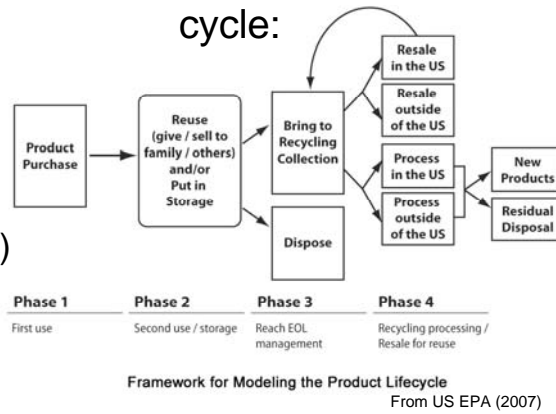 cycle:
Product
Purchase
Reuse
(give / sell to
family / others)
and/or
Put in
Storage
Bring to
Recycling
Collection
Dispose
Resale
in the US
Resale
outside
of the US
Process
in the US
Process
outside
of the US
New
Products
Residual
Disposal
)
Phase 1
First use
Phase 2
Second use / storage
Phase 3
Reach EOL
management
Phase 4
Recycling processing /
Resale for reuse
Framework for Modeling the Product Lifecycle
From US EPA (2007)